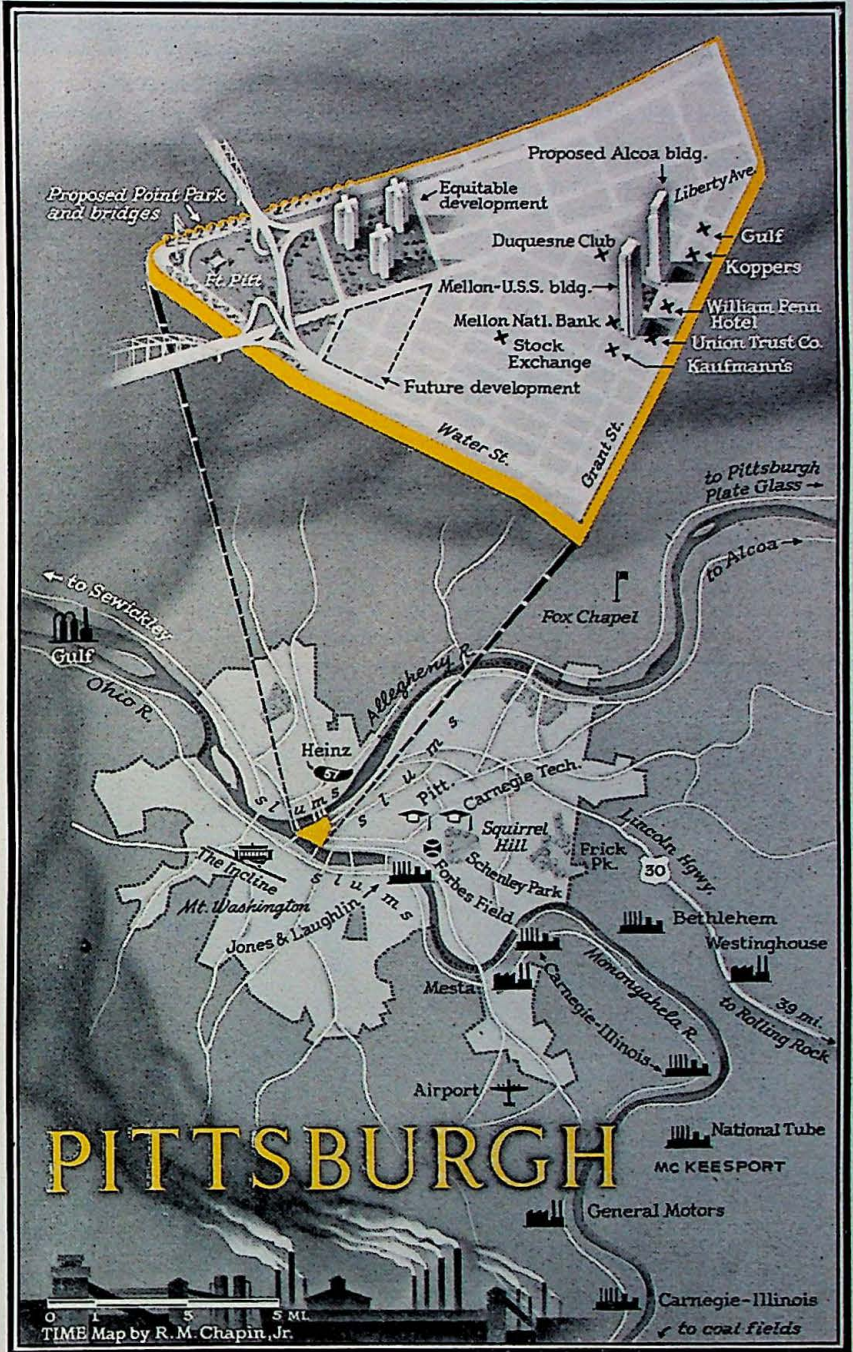 Proposed Alcoa bldg.
Liberty Ave.
Proposed Point Park
and bridges
Equitable
development
Duquesne Club
Gulf
Koppers
Ft. Pitt
Mellon-U.S.S. bldg.
William Penn
Hotel
Mellon Natl. Bank
Union Trust Co.
Stock
Exchange
Kaufmann's
Future development
Water St.
Grant St.
to Pittsburgh
Plate Glass
to Alcoa
to Sewickley
Fox Chapel
Gulf
Ohio R.
Allegheny R.
Heinz
57
slums
slums
Pitt.
Carnegie Tech.
Squirrel
Hill
Frick
Pk.
Lincoln Hgwy.
30
The Incline
slums
Forbes Field
Schenley Park
Mt. Washington
Jones & Laughlin
Bethlehem
Westinghouse
Mesta
Carnegie-Illinois
Monongahela R.
39 mi.
to Rolling Rock
Airport
PITTSBURGH
National Tube
MC KEESPORT
General Motors
Carnegie-Illinois
to coal fields
0 1 5 5 MI.
TIME Map by R.M. Chapin, Jr.